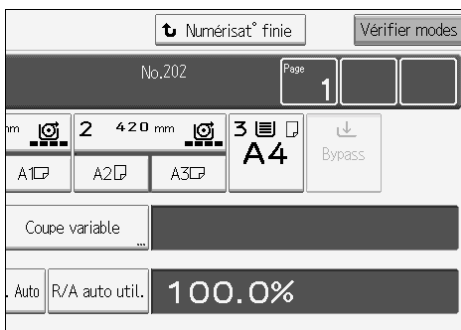 Numérisat° finie Vérifier modes
No.202 Page 1
mm 2 420 mm 3 A4 Bypass
A1 A2 A3
Coupe variable ...
. Auto R/A auto util. 100.0%